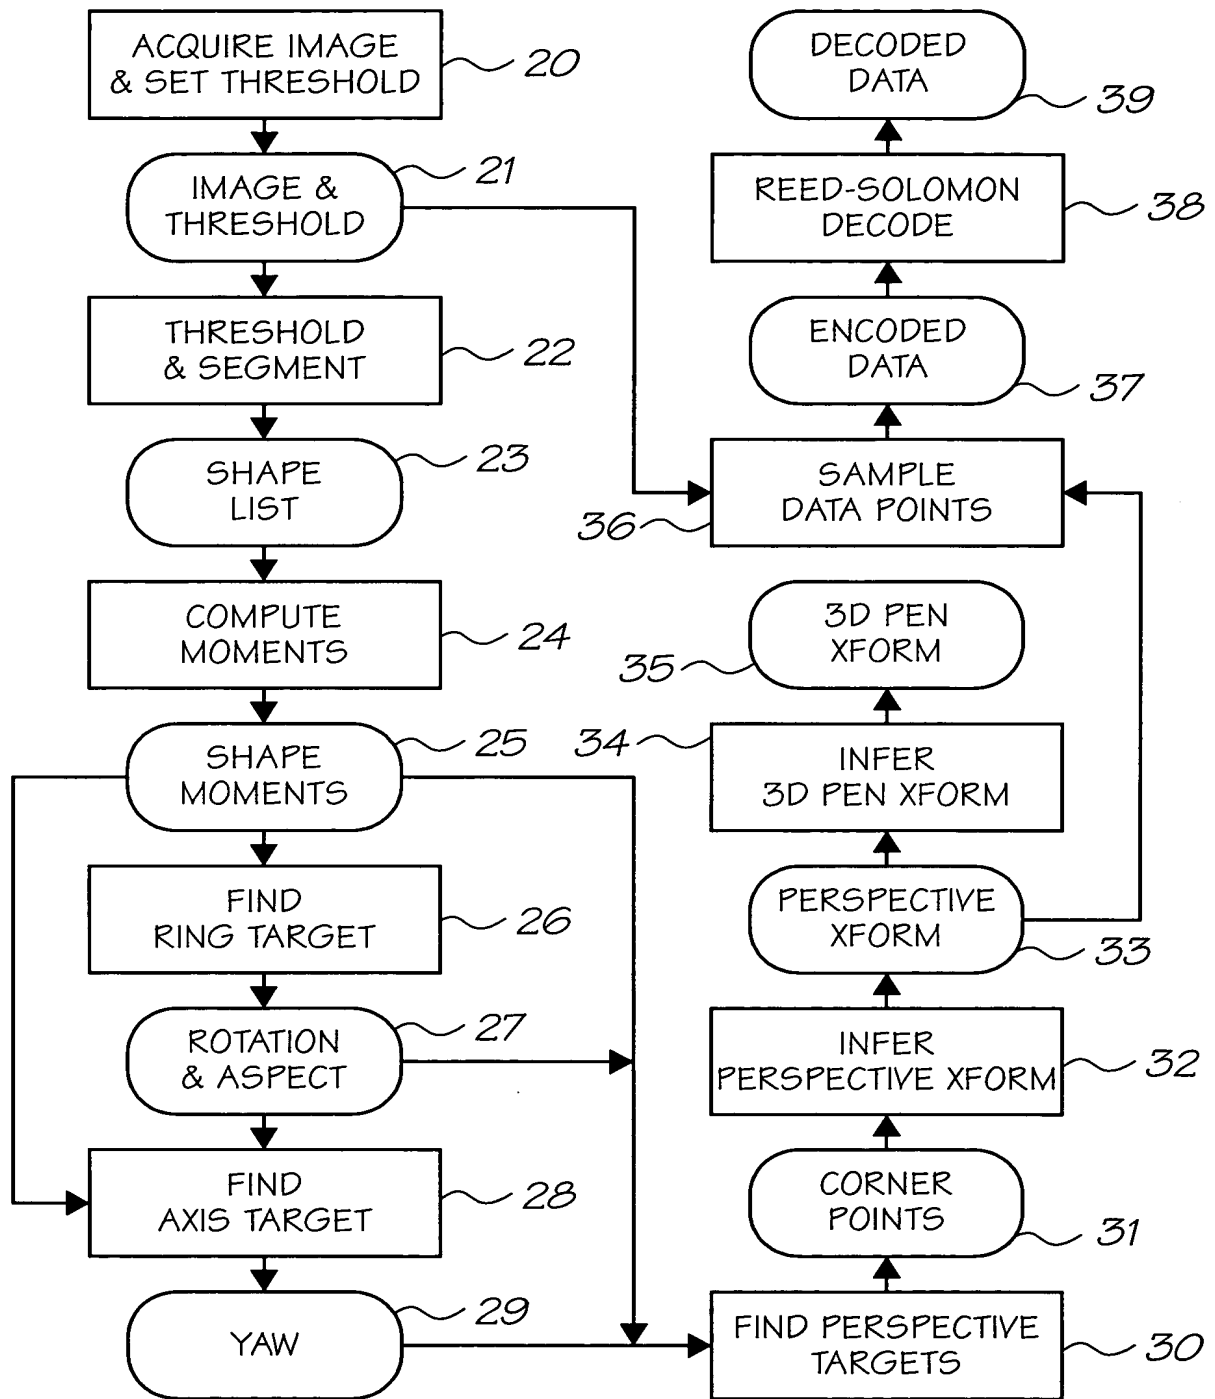 ACQUIRE IMAGE
& SET THRESHOLD
20
IMAGE &
THRESHOLD
21
THRESHOLD
& SEGMENT
22
SHAPE
LIST
23
COMPUTE
MOMENTS
24
SHAPE
MOMENTS
25
FIND
RING TARGET
26
ROTATION
& ASPECT
27
FIND
AXIS TARGET
28
YAW
29
DECODED
DATA
39
REED-SOLOMON
DECODE
38
ENCODED
DATA
37
SAMPLE
DATA POINTS
36
3D PEN
XFORM
35
INFER
3D PEN XFORM
34
PERSPECTIVE
XFORM
33
INFER
PERSPECTIVE XFORM
32
CORNER
POINTS
31
FIND PERSPECTIVE
TARGETS
30